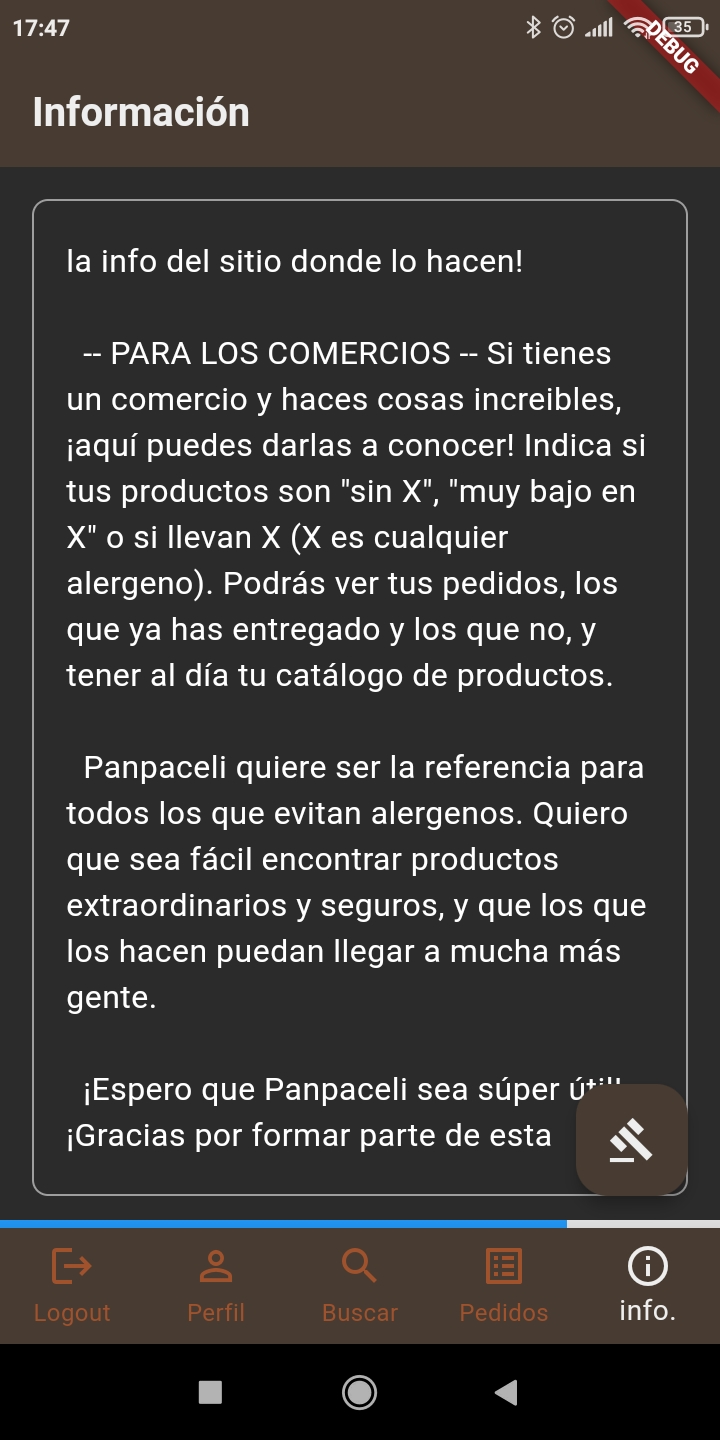 17:47
35
DEBUG
Información
la info del sitio donde lo hacen!
-- PARA LOS COMERCIOS -- Si tienes
un comercio y haces cosas increibles,
¡aquí puedes darlas a conocer! Indica si
tus productos son "sin X", "muy bajo en
X" o si llevan X (X es cualquier
alergeno). Podrás ver tus pedidos, los
que ya has entregado y los que no, y
tener al día tu catálogo de productos.
Panpaceli quiere ser la referencia para
todos los que evitan alergenos. Quiero
que sea fácil encontrar productos
extraordinarios y seguros, y que los que
los hacen puedan llegar a mucha más
gente.
¡Espero que Panpaceli sea súper útil!
¡Gracias por formar parte de esta
Logout
Perfil
Buscar
Pedidos
info.